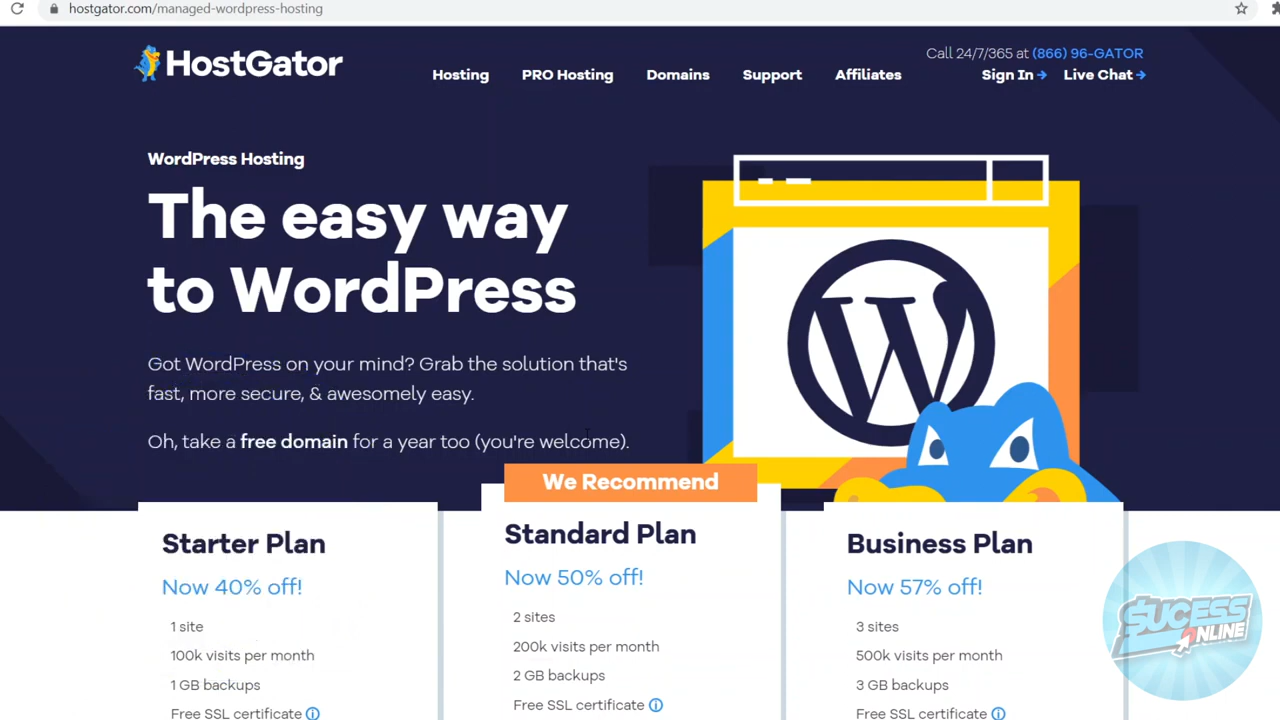 hostgator.com/managed-wordpress-hosting
HostGator
Call 24/7/365 at (866) 96-GATOR
Hosting PRO Hosting Domains Support Affiliates Sign In → Live Chat →
WordPress Hosting
The easy way
to WordPress
Got WordPress on your mind? Grab the solution that's
fast, more secure, & awesomely easy.
Oh, take a free domain for a year too (you're welcome).
Starter Plan
Now 40% off!
1 site
100k visits per month
1 GB backups
Free SSL certificate
We Recommend
Standard Plan
Now 50% off!
2 sites
200k visits per month
2 GB backups
Free SSL certificate
Business Plan
Now 57% off!
3 sites
500k visits per month
3 GB backups
Free SSL certificate
$UCESS
ONLINE